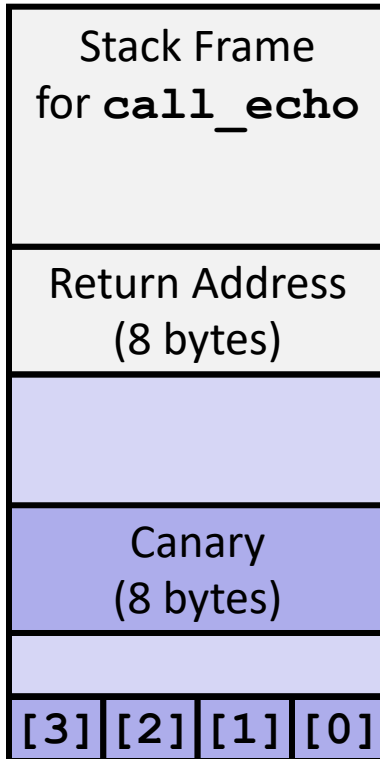 Stack Frame
for call_echo
Return Address
(8 bytes)
Canary
(8 bytes)
[3] [2] [1] [0]